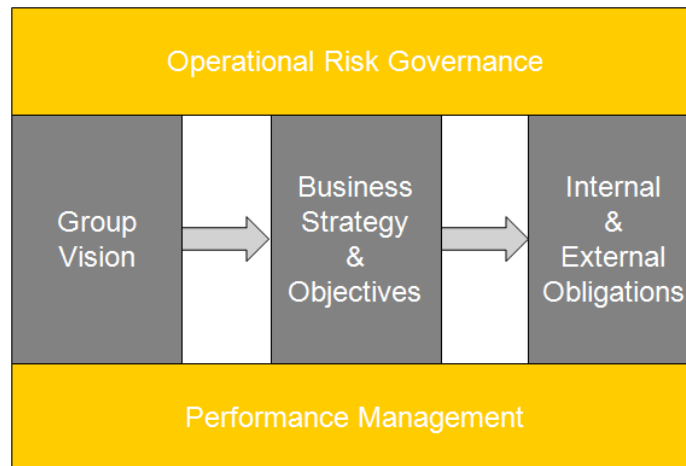 Operational Risk Governance
Group
Vision
Business
Strategy
&
Objectives
Internal
&
External
Obligations
Performance Management